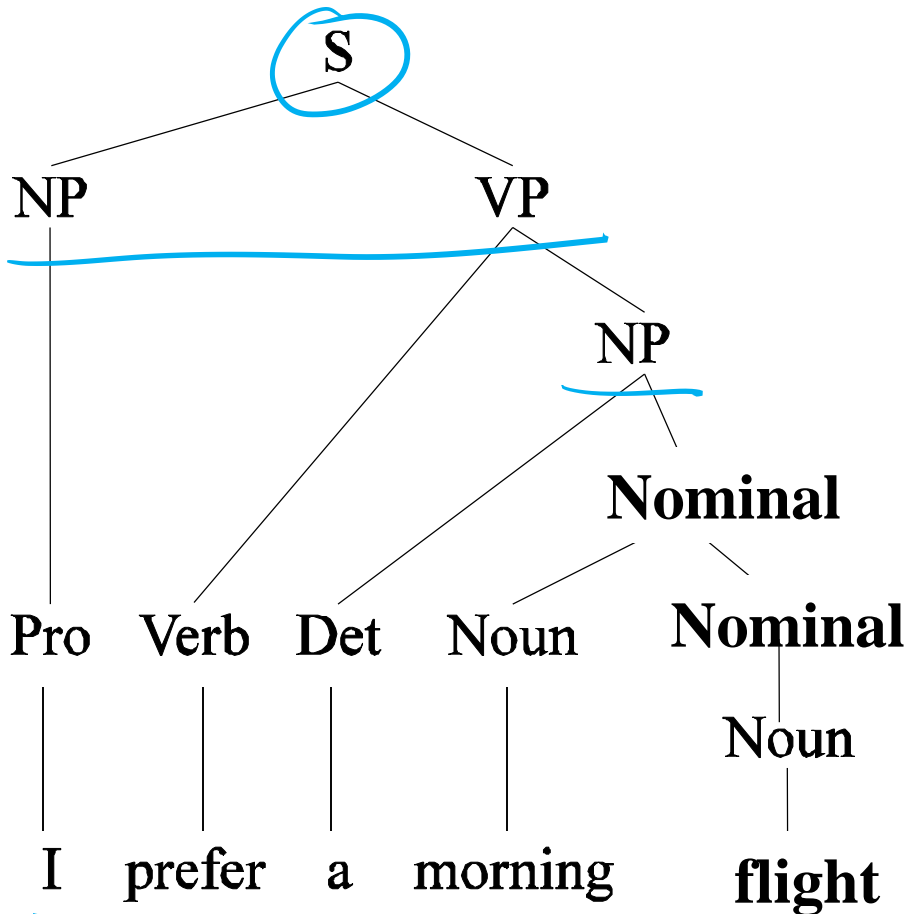 S
NP VP
NP
Nominal
Pro Verb Det Noun Nominal
Noun
I prefer a morning flight